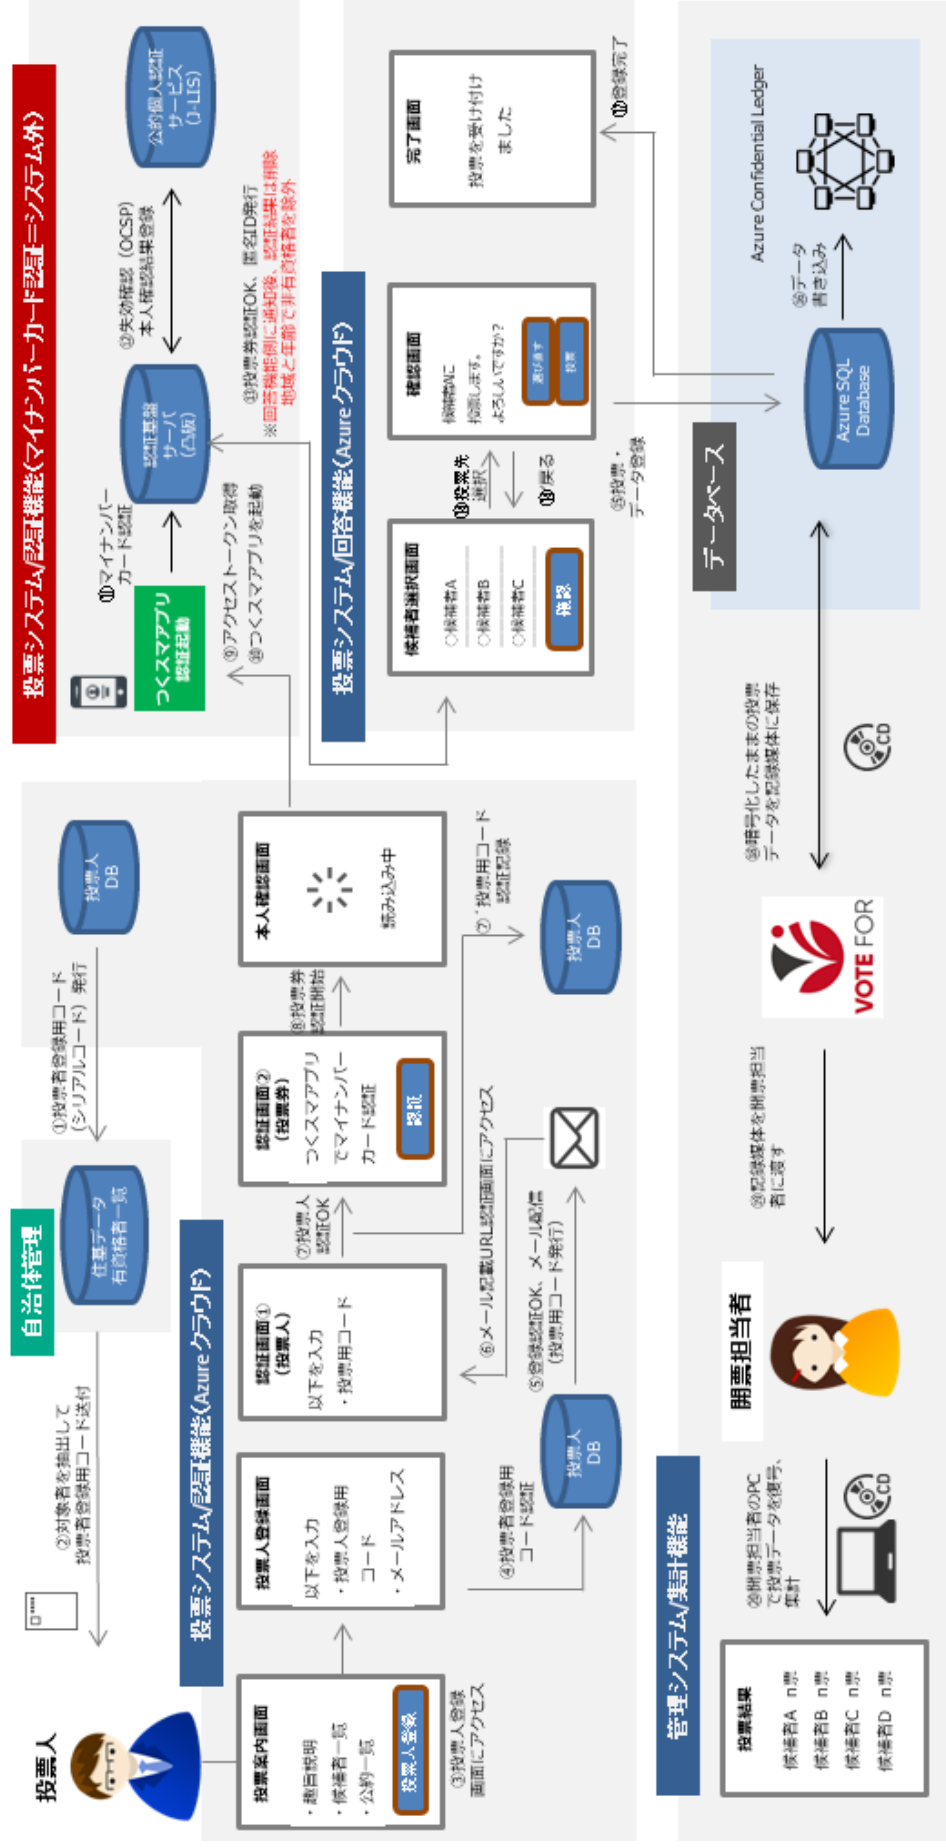 投票人
自治体管理
住基データ
有資格者一覧
投票人
DB
①投票者登録用コード
(シリアルコード)発行
②対象者を抽出して
投票者登録用コード送付
投票システム/認証機能(Azureクラウド)
投票案内画面
・趣旨説明
・候補者一覧
・公約一覧
投票人登録
③投票人登録
画面にアクセス
投票人登録画面
以下を入力
・投票人登録用
コード
・メールアドレス
④投票者登録用
コード認証
投票人
DB
⑤登録認証OK、メール配信
(投票用コード発行)
⑥メール記載URL認証画面にアクセス
認証画面①
(投票人)
以下を入力
・投票用コード
⑦投票人
認証OK
⑦'投票用コード
認証記録
投票人
DB
認証画面②
(投票券)
つくスマアプリ
でマイナンバー
カード認証
認証
⑧投票券
認証開始
本人確認画面
読み込み中
投票システム/認証機能(マイナンバーカード認証=システム外)
⑨アクセストークン取得
⑩つくスマアプリを起動
つくスマアプリ
認証起動
⑪マイナンバー
カード認証
認証基盤
サーバ
(凸版)
⑫失効確認(OCSP)
本人確認結果登録
公的個人認証
サービス
(J-LIS)
⑬投票券認証OK、匿名ID発行
※回答機能側に通知後、認証結果は削除
地域と年齢で非有資格者を除外
投票システム/回答機能(Azureクラウド)
候補者選択画面
○候補者A
○候補者B
○候補者C
確認
⑭投票先
選択
⑭'戻る
確認画面
候補者Aに
投票します。
よろしいですか?
選び直す
投票
⑮投票・
データ登録
完了画面
投票を受け付け
ました
⑰登録完了
データベース
Azure SQL
Database
⑯データ
書き込み
Azure Confidential Ledger
管理システム/集計機能
⑱暗号化したままの投票
データを記録媒体に保存
CD
VOTE FOR
⑲記録媒体を開票担当
者に渡す
開票担当者
⑳開票担当者のPC
で投票データを復号、
集計
CD
投票結果
候補者A n票
候補者B n票
候補者C n票
候補者D n票